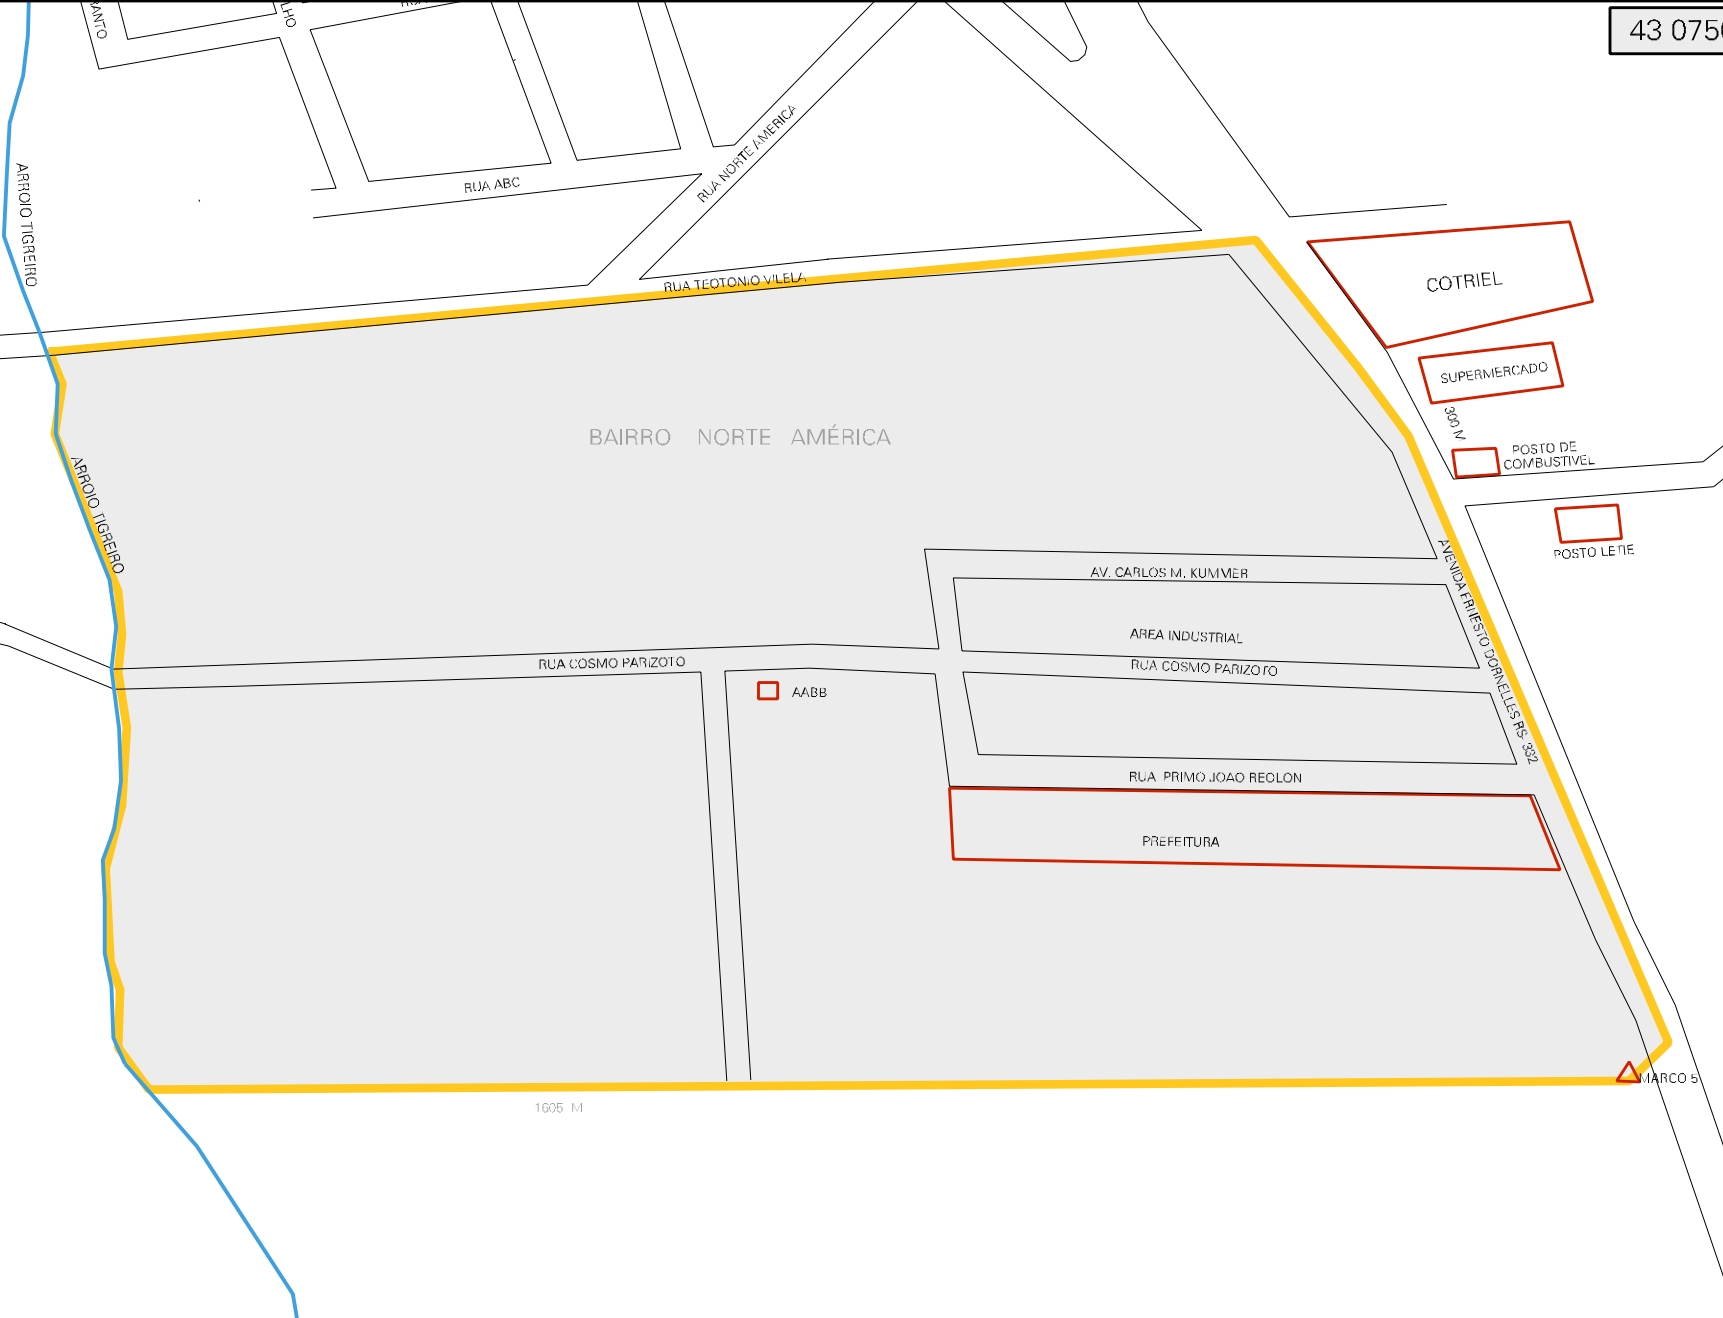 43 075
ARROIO TIGREIRO
RUA ABC
RUA NORTE AMERICA
RUA TEOTONIO VILELA
COTRIEL
SUPERMERCADO
300 M
BAIRRO NORTE AMÉRICA
POSTO DE
COMBUSTIVEL
ARROIO TIGREIRO
POSTO LETIE
AV. CARLOS M. KUMMER
AVENIDA ERNESTO DORNELLES RS- 332
AREA INDUSTRIAL
RUA COSMO PARIZOTO
RUA COSMO PARIZOTO
AABB
RUA PRIMO JOAO REOLON
PREFEITURA
MARCO 5
1605 M